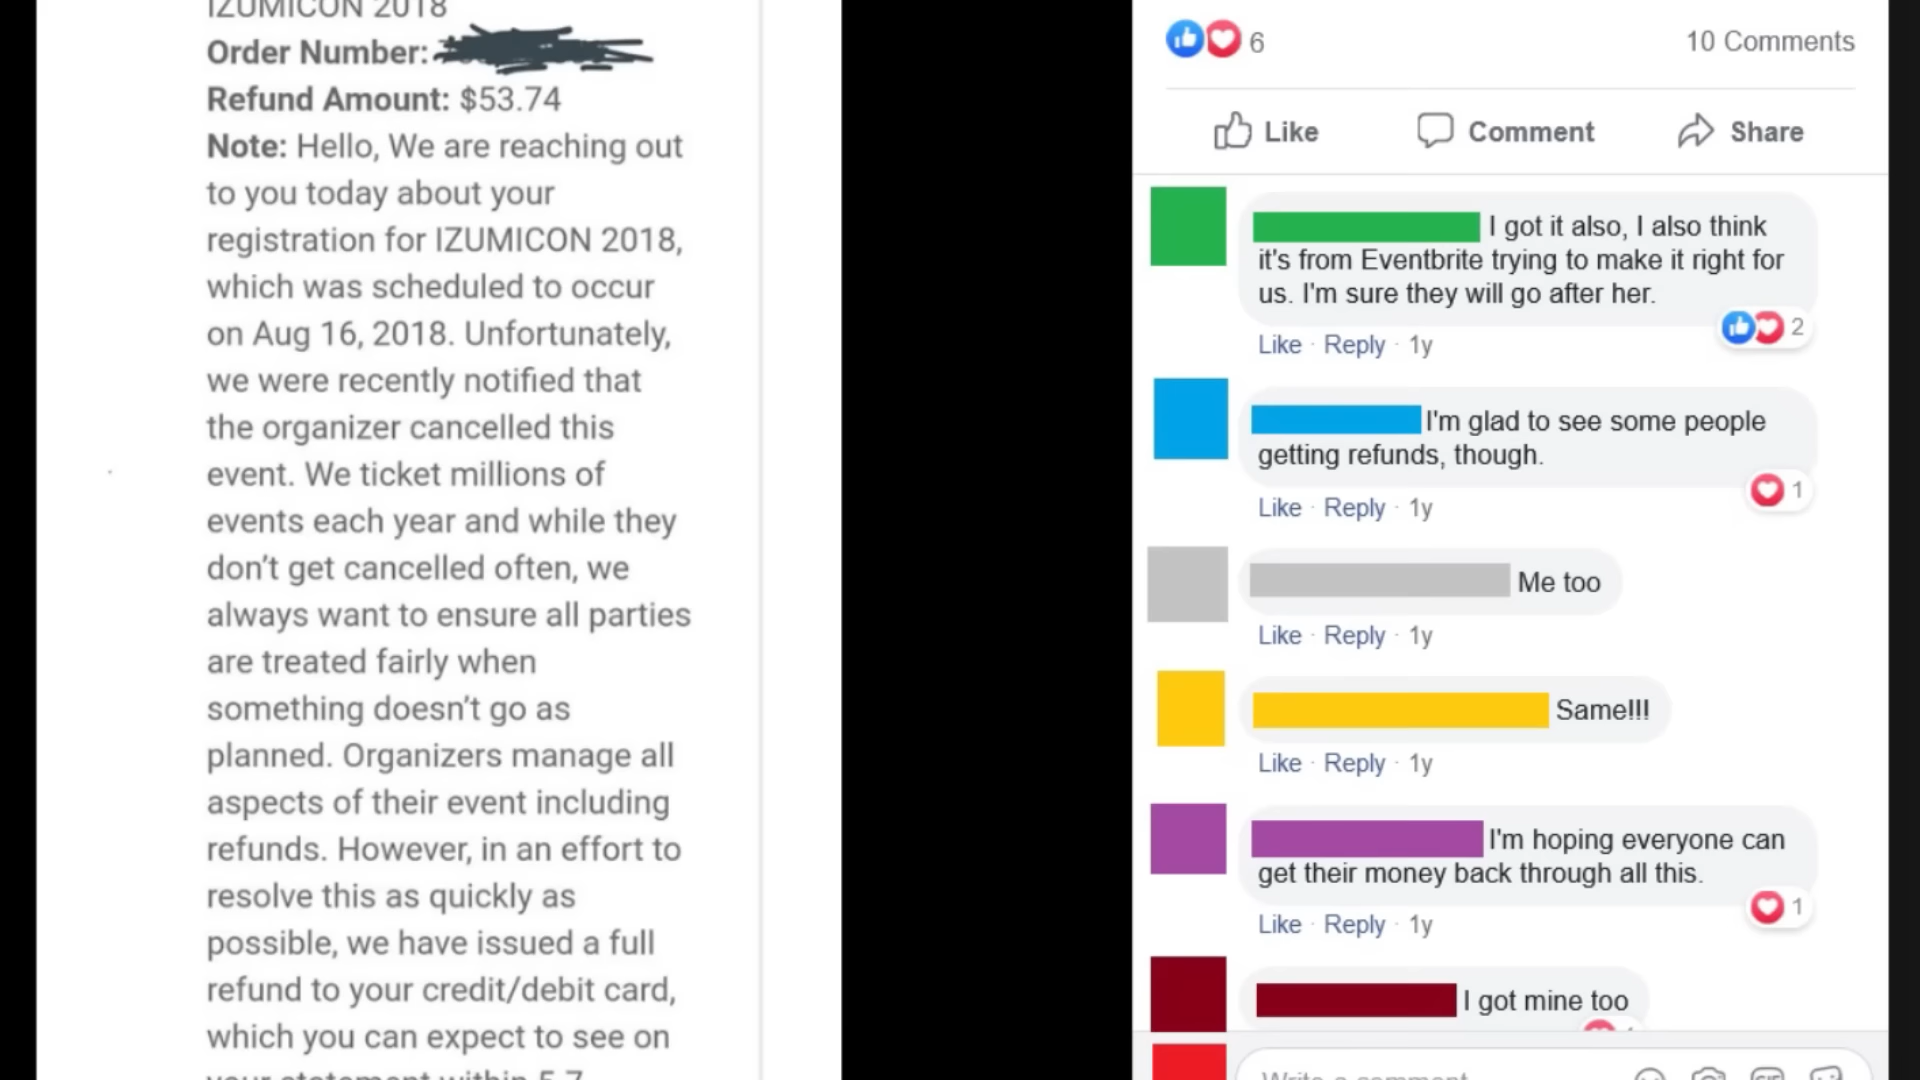 IZUMICON 2018
Order Number:
Refund Amount: $53.74
Note: Hello, We are reaching out
to you today about your
registration for IZUMICON 2018,
which was scheduled to occur
on Aug 16, 2018. Unfortunately,
we were recently notified that
the organizer cancelled this
event. We ticket millions of
events each year and while they
don't get cancelled often, we
always want to ensure all parties
are treated fairly when
something doesn't go as
planned. Organizers manage all
aspects of their event including
refunds. However, in an effort to
resolve this as quickly as
possible, we have issued a full
refund to your credit/debit card,
which you can expect to see on
your statement within 5-7
6
10 Comments
Like Comment Share
I got it also, I also think
it's from Eventbrite trying to make it right for
us. I'm sure they will go after her.
2
Like · Reply · 1y
I'm glad to see some people
getting refunds, though.
1
Like · Reply · 1y
Me too
Like · Reply · 1y
Same!!!
Like · Reply · 1y
I'm hoping everyone can
get their money back through all this.
1
Like · Reply · 1y
I got mine too
Write a comment